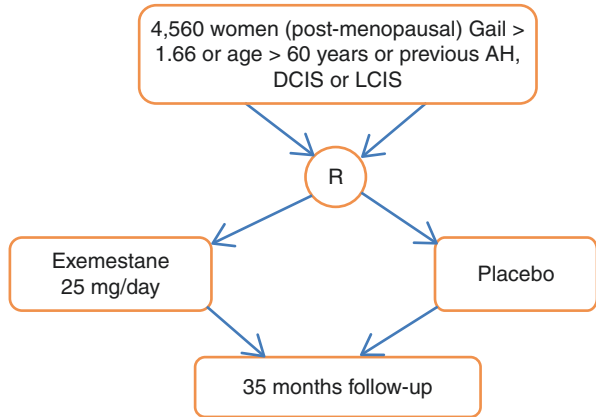 4,560 women (post-menopausal) Gail >
1.66 or age > 60 years or previous AH,
DCIS or LCIS
R
Exemestane
25 mg/day
Placebo
35 months follow-up